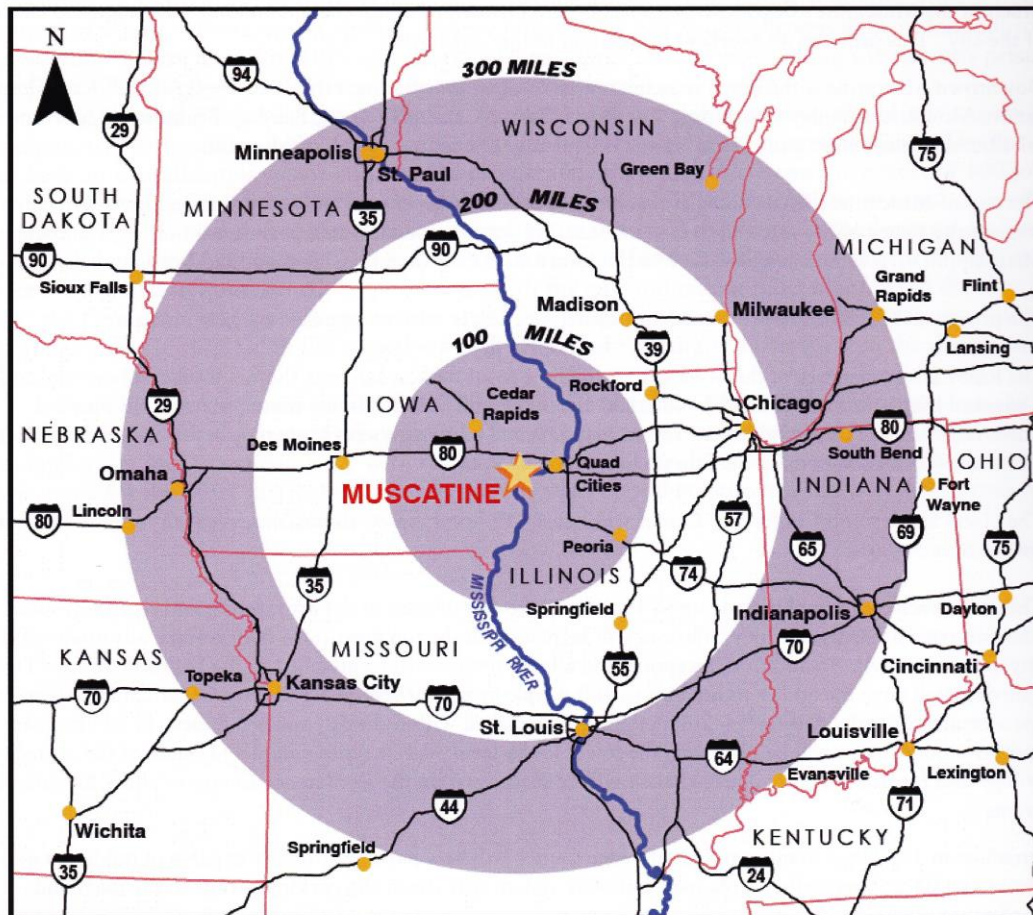 N
300 MILES
94
WISCONSIN
29
Minneapolis
St. Paul
Green Bay
75
SOUTH
DAKOTA
MINNESOTA
35
200 MILES
90
90
MICHIGAN
Sioux Falls
Grand
Rapids
Flint
Madison
Milwaukee
Lansing
100 MILES
39
Rockford
Cedar
Rapids
29
IOWA
Chicago
NEBRASKA
Des Moines
80
Quad
Cities
80
South Bend
OHIO
Omaha
MUSCATINE
INDIANA
Fort
Wayne
Lincoln
80
57
Peoria
65
69
75
ILLINOIS
74
35
MISSISSIPPI RIVER
Springfield
Indianapolis
Dayton
KANSAS
MISSOURI
55
70
Cincinnati
70
Topeka
Kansas City
70
St. Louis
Louisville
64
Evansville
Lexington
44
71
Wichita
Springfield
KENTUCKY
35
24